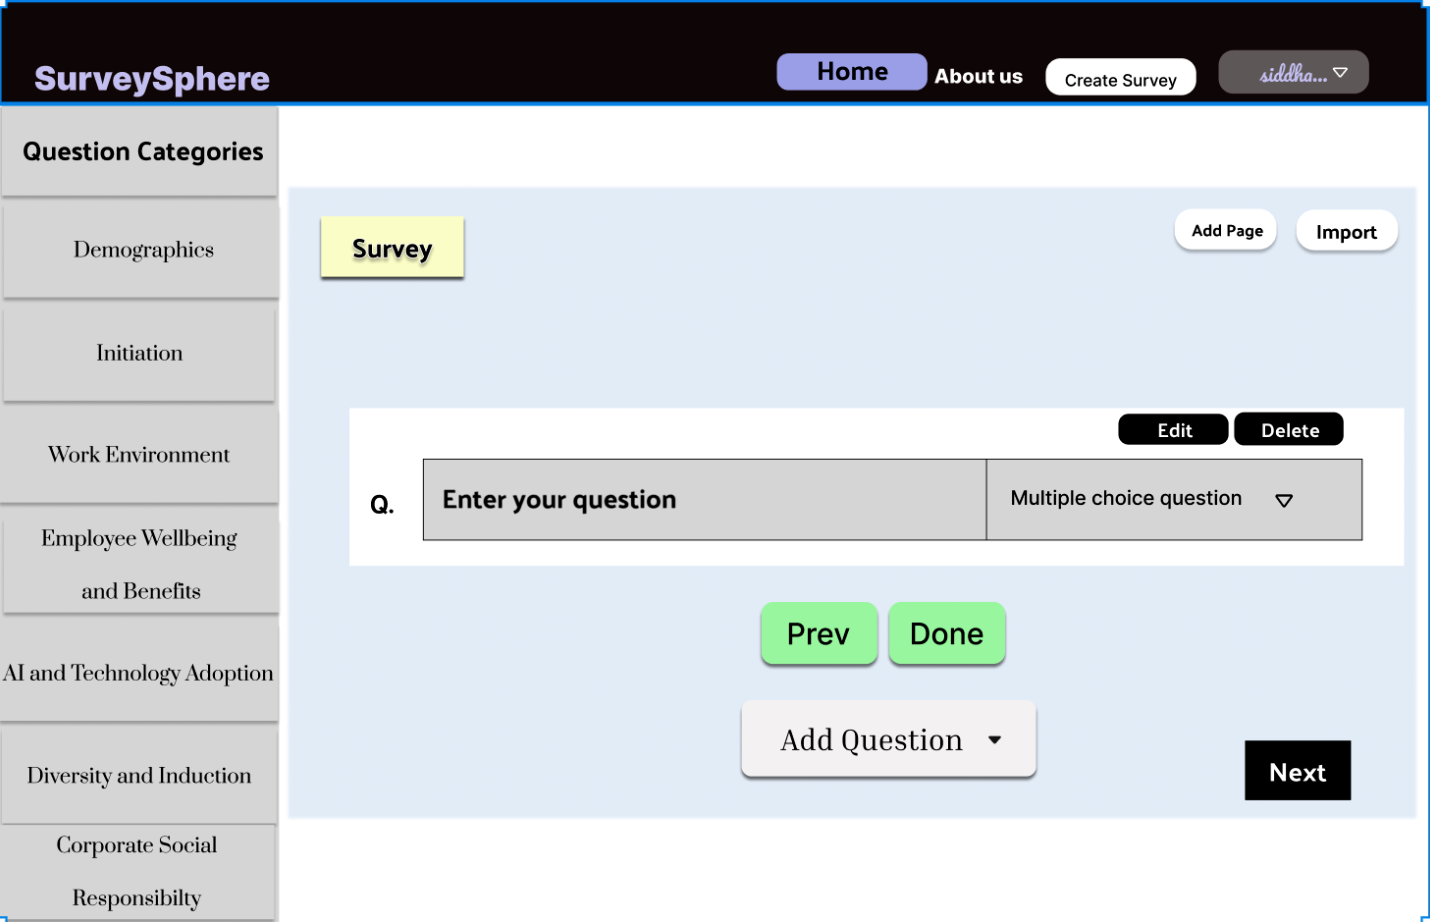 SurveySphere
Home
About us
Create Survey
siddha...
Question Categories
Demographics
Initiation
Work Environment
Employee Wellbeing
and Benefits
AI and Technology Adoption
Diversity and Induction
Corporate Social
Responsibilty
Survey
Add Page
Import
Edit
Delete
Q.
Enter your question
Multiple choice question
Prev
Done
Add Question
Next